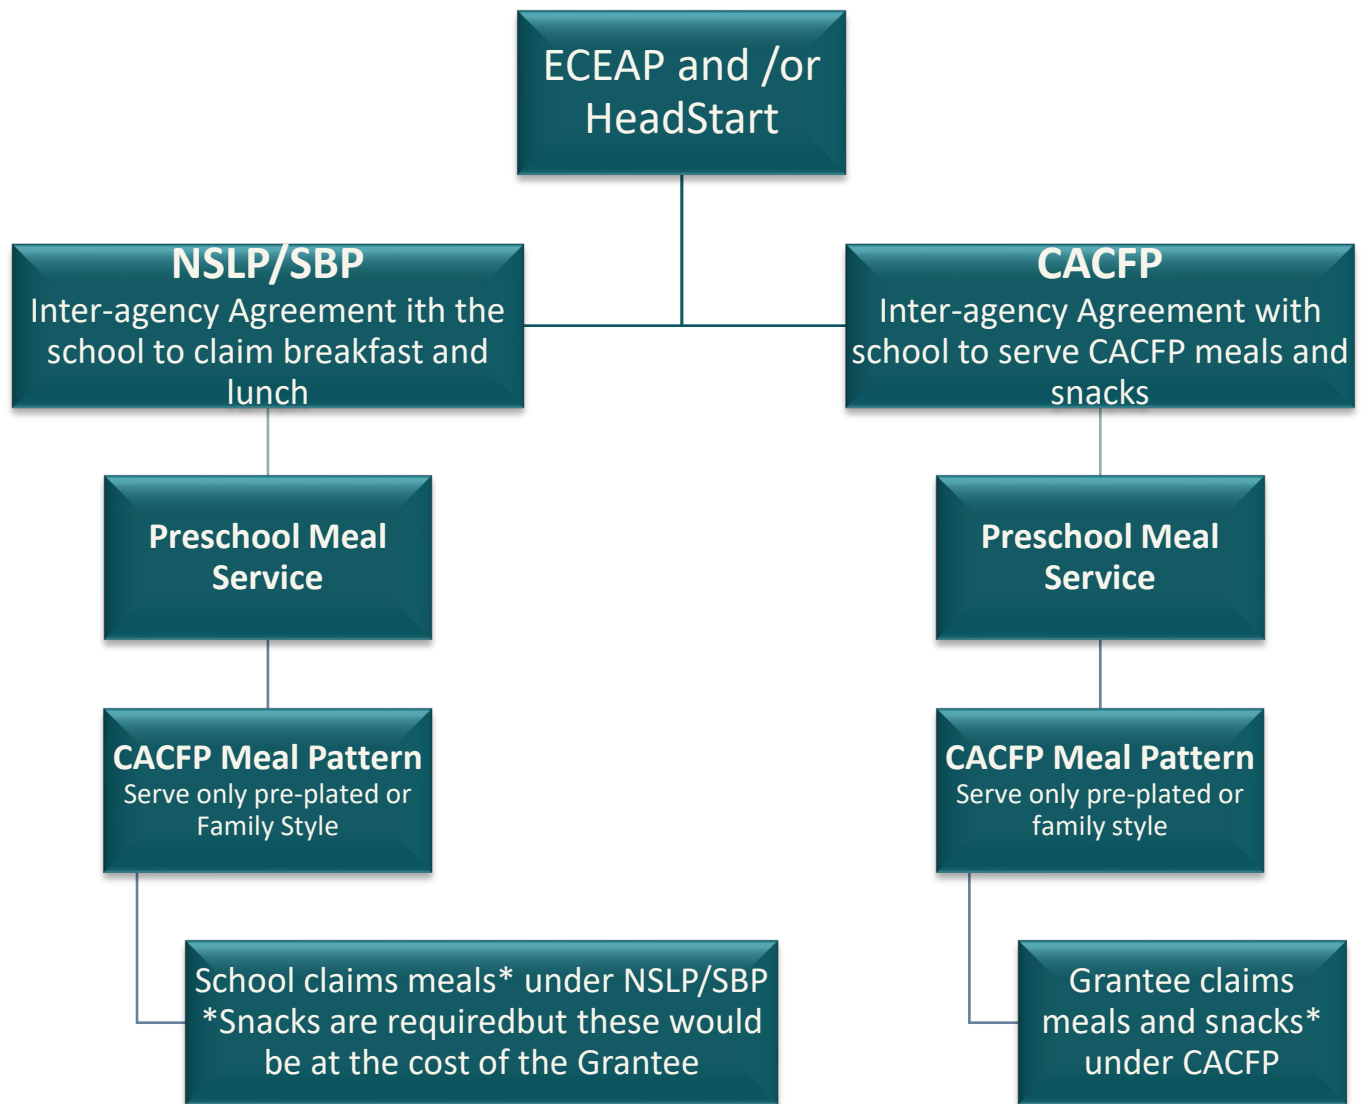 ECEAP and /or
HeadStart
NSLP/SBP
Inter-agency Agreement ith the
school to claim breakfast and
lunch
CACFP
Inter-agency Agreement with
school to serve CACFP meals and
snacks
Preschool Meal
Service
Preschool Meal
Service
CACFP Meal Pattern
Serve only pre-plated or
Family Style
CACFP Meal Pattern
Serve only pre-plated or
family style
School claims meals* under NSLP/SBP
*Snacks are requiredbut these would
be at the cost of the Grantee
Grantee claims
meals and snacks*
under CACFP